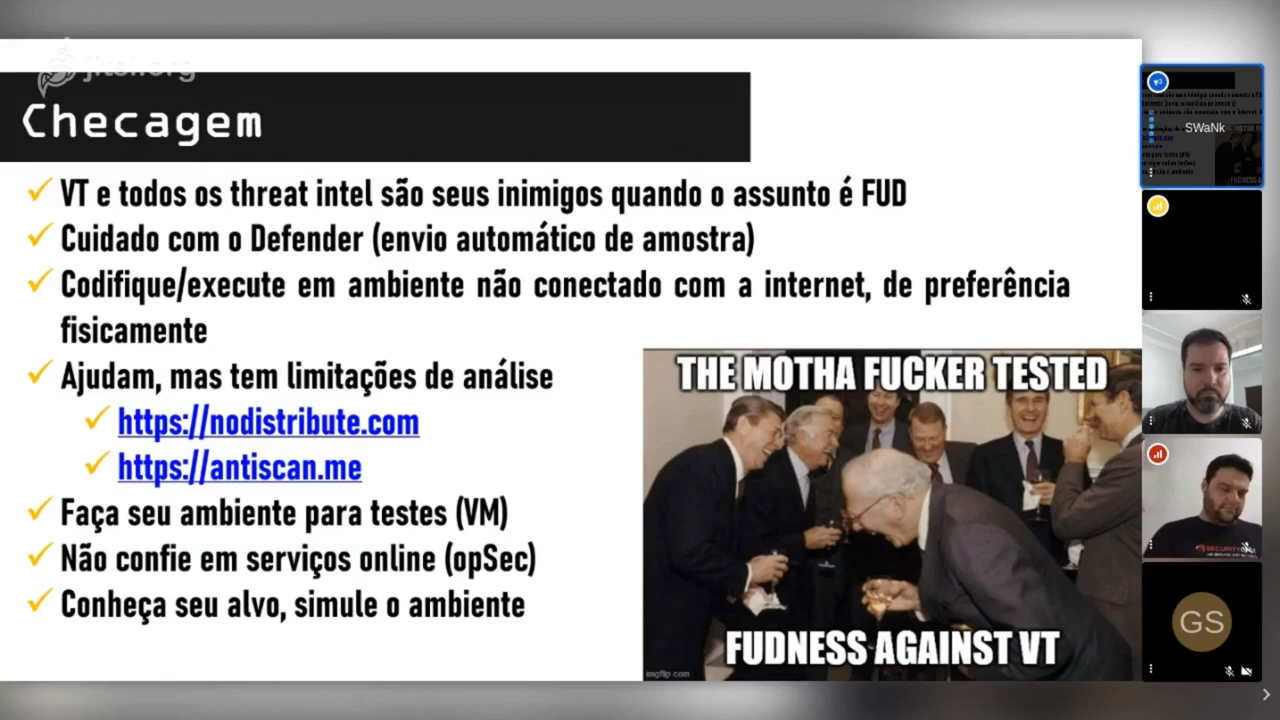 jitsi.org
Checagem
VT e todos os threat intel são seus inimigos quando o assunto é FUD
Cuidado com o Defender (envio automático de amostra)
Codifique/execute em ambiente não conectado com a internet, de preferência
fisicamente
Ajudam, mas tem limitações de análise
https://nodistribute.com
https://antiscan.me
Faça seu ambiente para testes (VM)
Não confie em serviços online (opSec)
Conheça seu alvo, simule o ambiente
THE MOTHA FUCKER TESTED
FUDNESS AGAINST VT
imgflip.com
SWaNk
GS